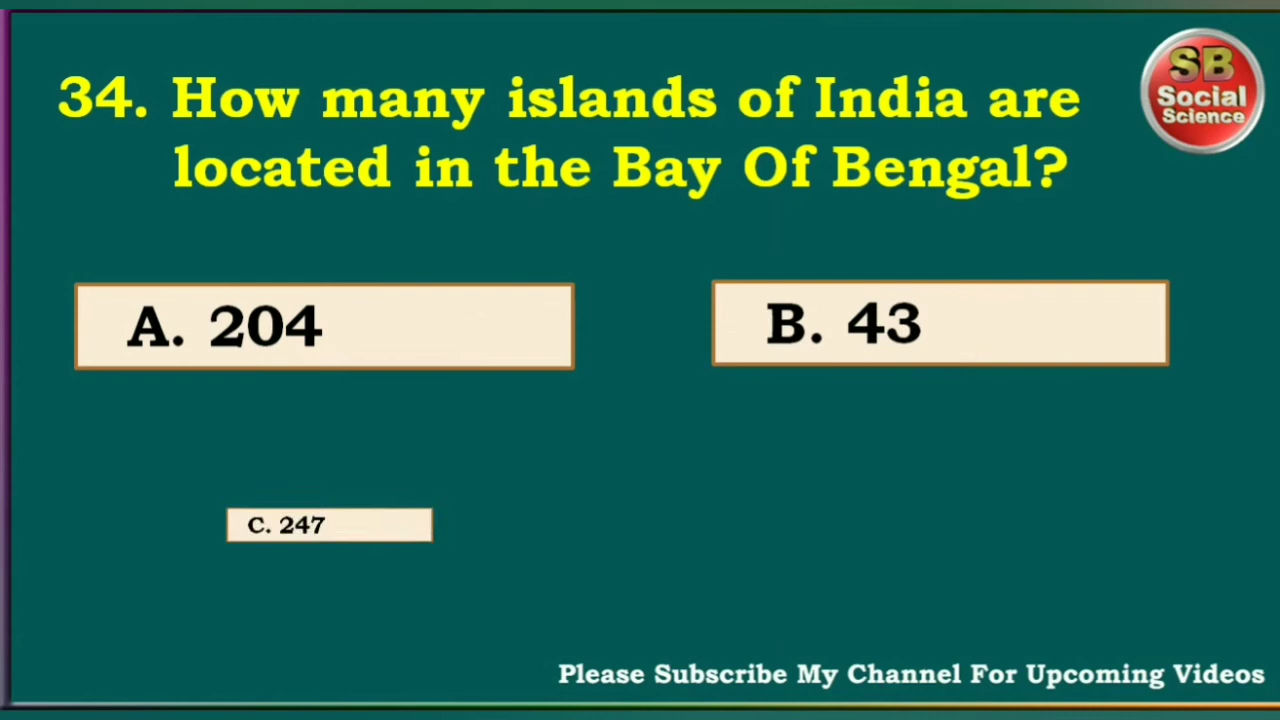 34. How many islands of India are
located in the Bay Of Bengal?
SB
Social
Science
A. 204
B. 43
C. 247
Please Subscribe My Channel For Upcoming Videos